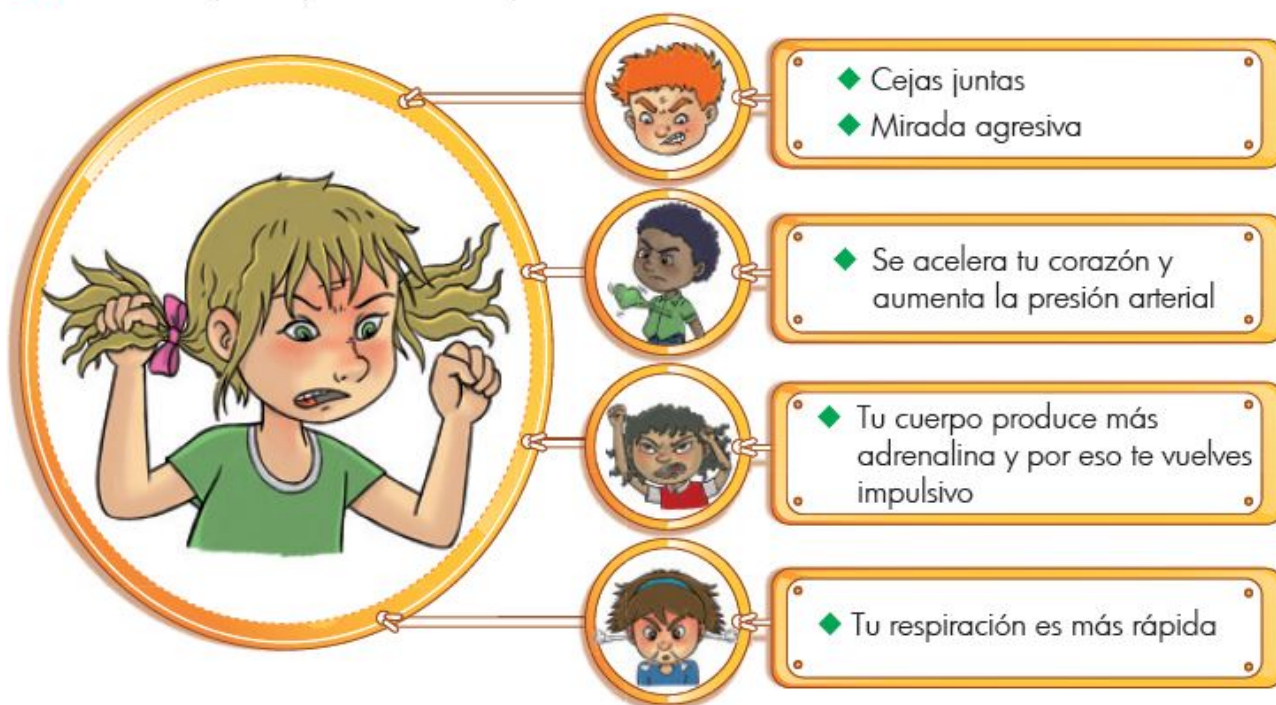 Cejas juntas
Mirada agresiva
Se acelera tu corazón y
aumenta la presión arterial
Tu cuerpo produce más
adrenalina y por eso te vuelves
impulsivo
Tu respiración es más rápida